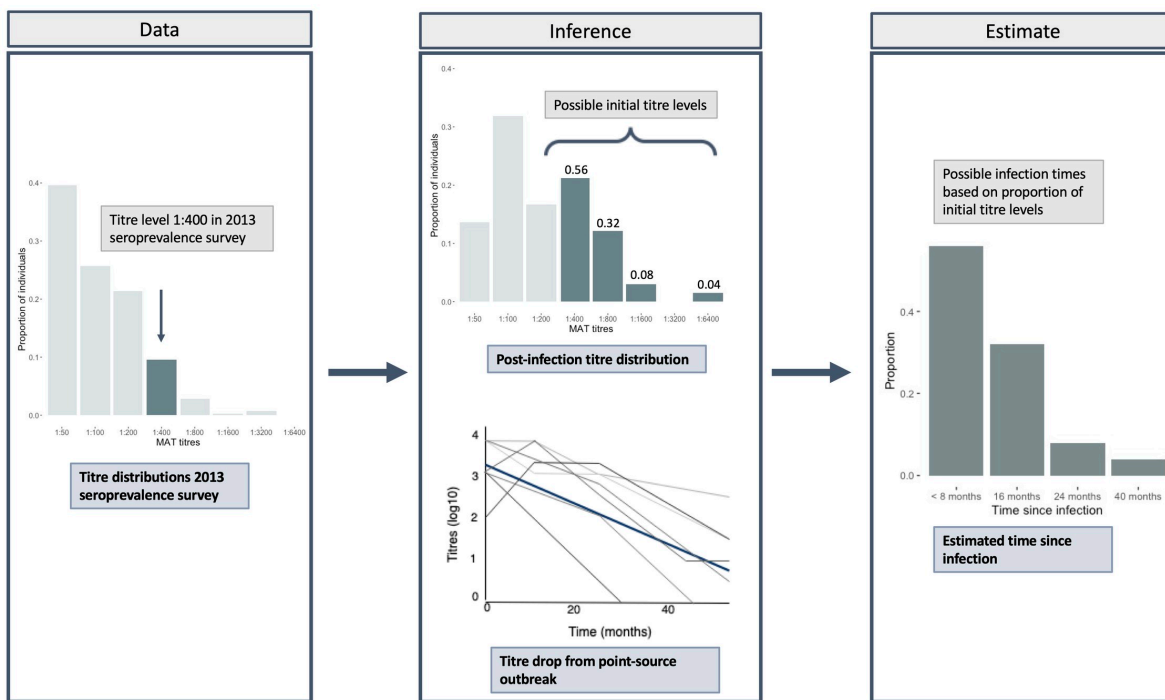 Data
Proportion of individuals
0.4
0.3
0.2
0.1
0.0
Titre level 1:400 in 2013
seroprevalence survey
1:50 1:100 1:200 1:400 1:800 1:1600 1:3200 1:6400
MAT titres
Titre distributions 2013
seroprevalence survey
Inference
Proportion of individuals
0.4
0.3
0.2
0.1
0.0
Possible initial titre levels
0.56
0.32
0.08
0.04
1:50 1:100 1:200 1:400 1:800 1:1600 1:3200 1:6400
MAT titres
Post-infection titre distribution
Titres (log10)
4
3
2
1
0
0 20 40
Time (months)
Titre drop from point-source
outbreak
Estimate
Possible infection times
based on proportion of
initial titre levels
Proportion
0.4
0.2
0.0
< 8 months 16 months 24 months 40 months
Time since infection
Estimated time since
infection